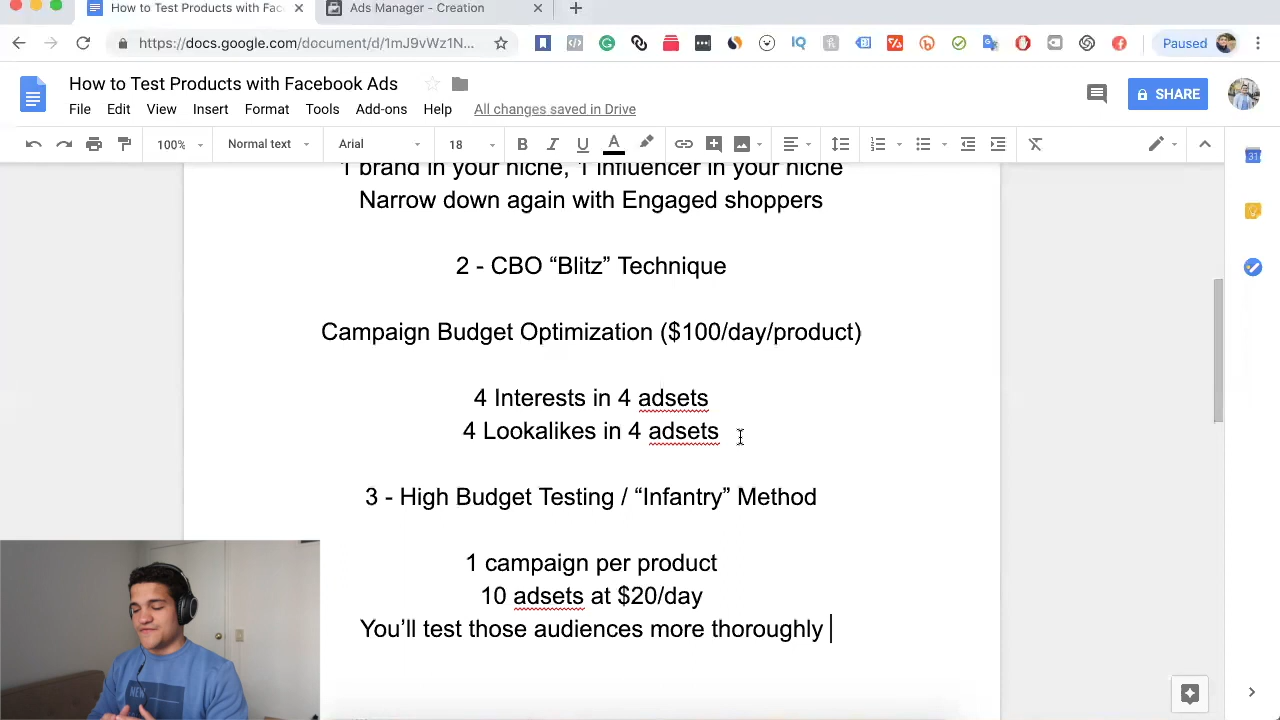 How to Test Products with Faceb
Ads Manager - Creation
https://docs.google.com/document/d/1mJ9vWz1N...
Paused
How to Test Products with Facebook Ads
File Edit View Insert Format Tools Add-ons Help All changes saved in Drive
SHARE
100% Normal text Arial 18 B I U A
31
1 brand in your niche, 1 influencer in your niche
Narrow down again with Engaged shoppers
2 - CBO “Blitz” Technique
Campaign Budget Optimization ($100/day/product)
4 Interests in 4 adsets
4 Lookalikes in 4 adsets
3 - High Budget Testing / “Infantry” Method
1 campaign per product
10 adsets at $20/day
You’ll test those audiences more thoroughly
NEW